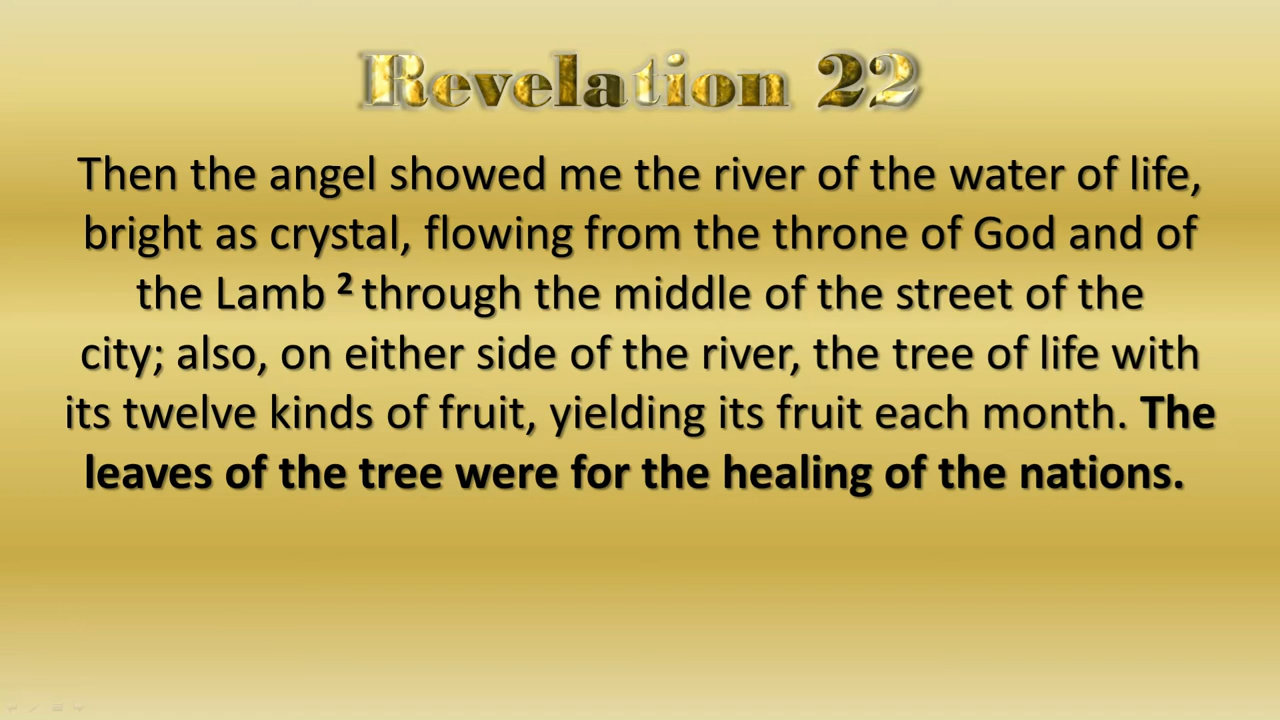 Revelation 22
Then the angel showed me the river of the water of life,
bright as crystal, flowing from the throne of God and of
the Lamb ² through the middle of the street of the
city; also, on either side of the river, the tree of life with
its twelve kinds of fruit, yielding its fruit each month. The
leaves of the tree were for the healing of the nations.